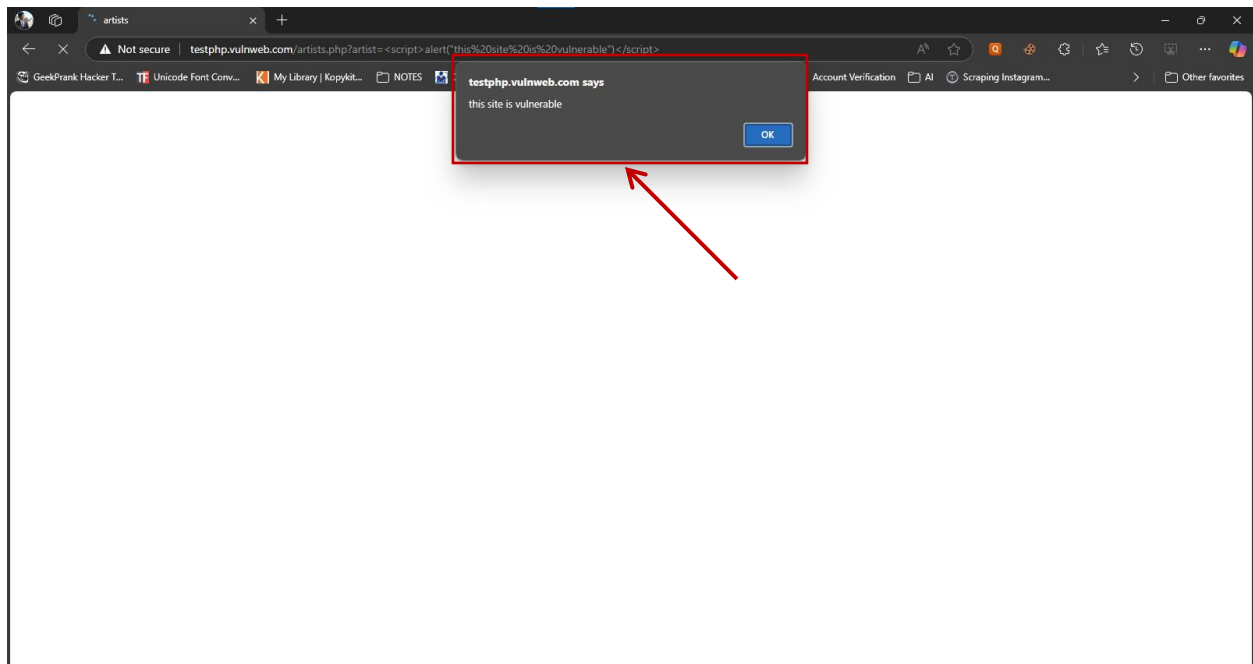 artists
Not secure | testphp.vulnweb.com/artists.php?artist=<script>alert("this%20site%20is%20vulnerable")</script>
GeekPrank Hacker T... Unicode Font Conv... My Library | Kopykit... NOTES Account Verification AI Scraping Instagram... Other favorites
testphp.vulnweb.com says
this site is vulnerable
OK